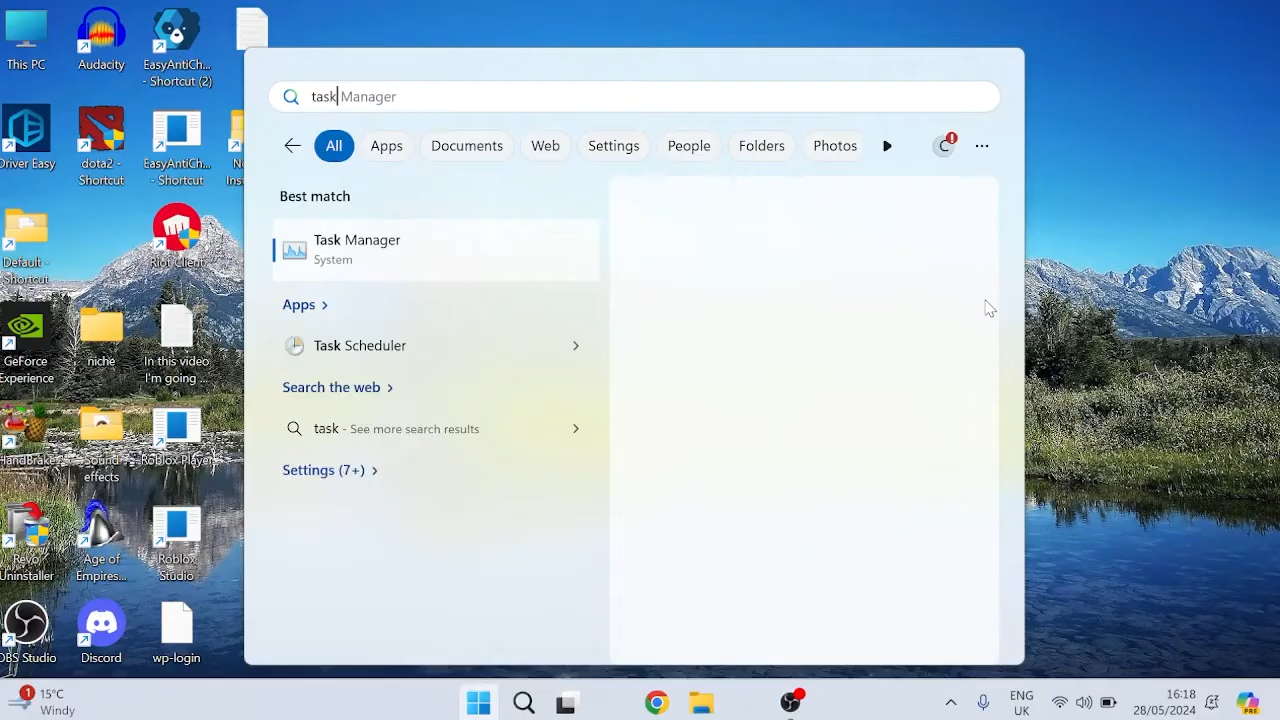 This PC
Audacity
EasyAntiCh...
- Shortcut (2)
Driver Easy
dota2 -
Shortcut
EasyAntiCh...
- Shortcut
Default -
Shortcut
Riot Client
GeForce
Experience
niche
In this video
I'm going ...
HandBrake
Sound
effects
Roblox Player
Revo
Uninstaller
Age of
Empires...
Roblox
Studio
OBS Studio
Discord
wp-login
task Manager
All
Apps
Documents
Web
Settings
People
Folders
Photos
C
Best match
Task Manager
System
Apps
Task Scheduler
Search the web
task - See more search results
Settings (7+)
1
15°C
Windy
ENG
UK
16:18
28/05/2024
PRE